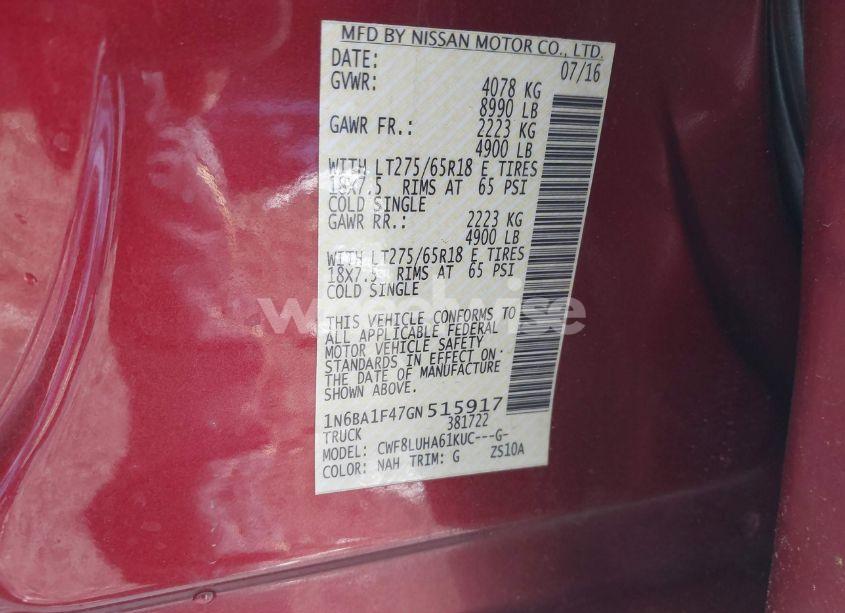 MFD BY NISSAN MOTOR CO., LTD.
DATE: 07/16
GVWR: 4078 KG
8990 LB
GAWR FR.: 2223 KG
4900 LB
WITH LT275/65R18 E TIRES
18X7.5 RIMS AT 65 PSI
COLD SINGLE
GAWR RR.: 2223 KG
4900 LB
WITH LT275/65R18 E TIRES
18X7.5 RIMS AT 65 PSI
COLD SINGLE
THIS VEHICLE CONFORMS TO
ALL APPLICABLE FEDERAL
MOTOR VEHICLE SAFETY
STANDARDS IN EFFECT ON
THE DATE OF MANUFACTURE
SHOWN ABOVE.
1N6BA1F47GN515917
TRUCK 381722
MODEL: CWF8LUHA61KUC---G-
COLOR: NAH TRIM: G ZS10A